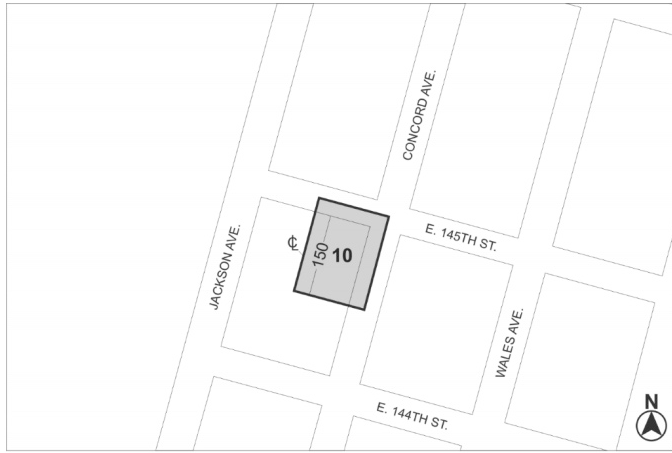 CONCORD AVE.
E. 145TH ST.
℄
150
10
JACKSON AVE.
WALES AVE.
E. 144TH ST.
N